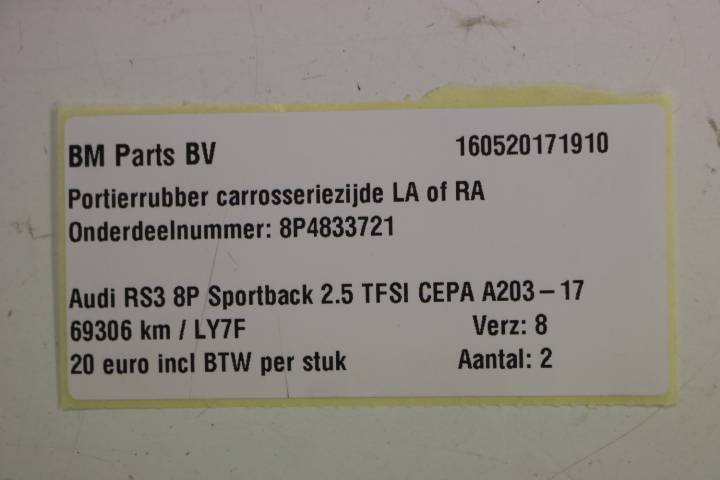 BM Parts BV 160520171910
Portierrubber carrosseriezijde LA of RA
Onderdeelnummer: 8P4833721
Audi RS3 8P Sportback 2.5 TFSI CEPA A203-17
69306 km / LY7F Verz: 8
20 euro incl BTW per stuk Aantal: 2